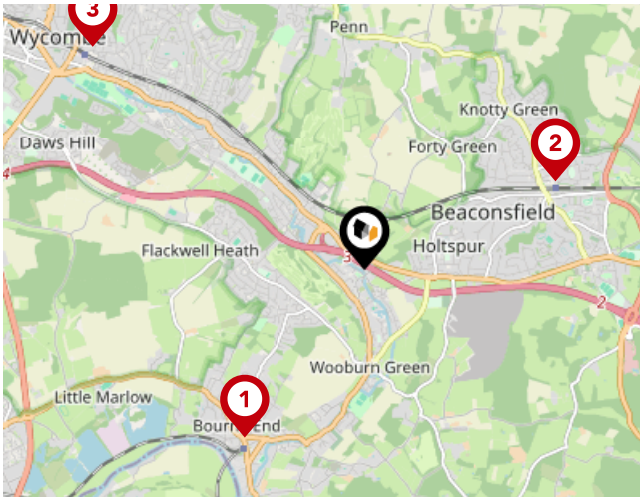 3
Wycombe
Penn
Knotty Green
Daws Hill
Forty Green
2
4
Beaconsfield
Flackwell Heath
Holtspur
3
2
Wooburn Green
Little Marlow
1
Bourne End